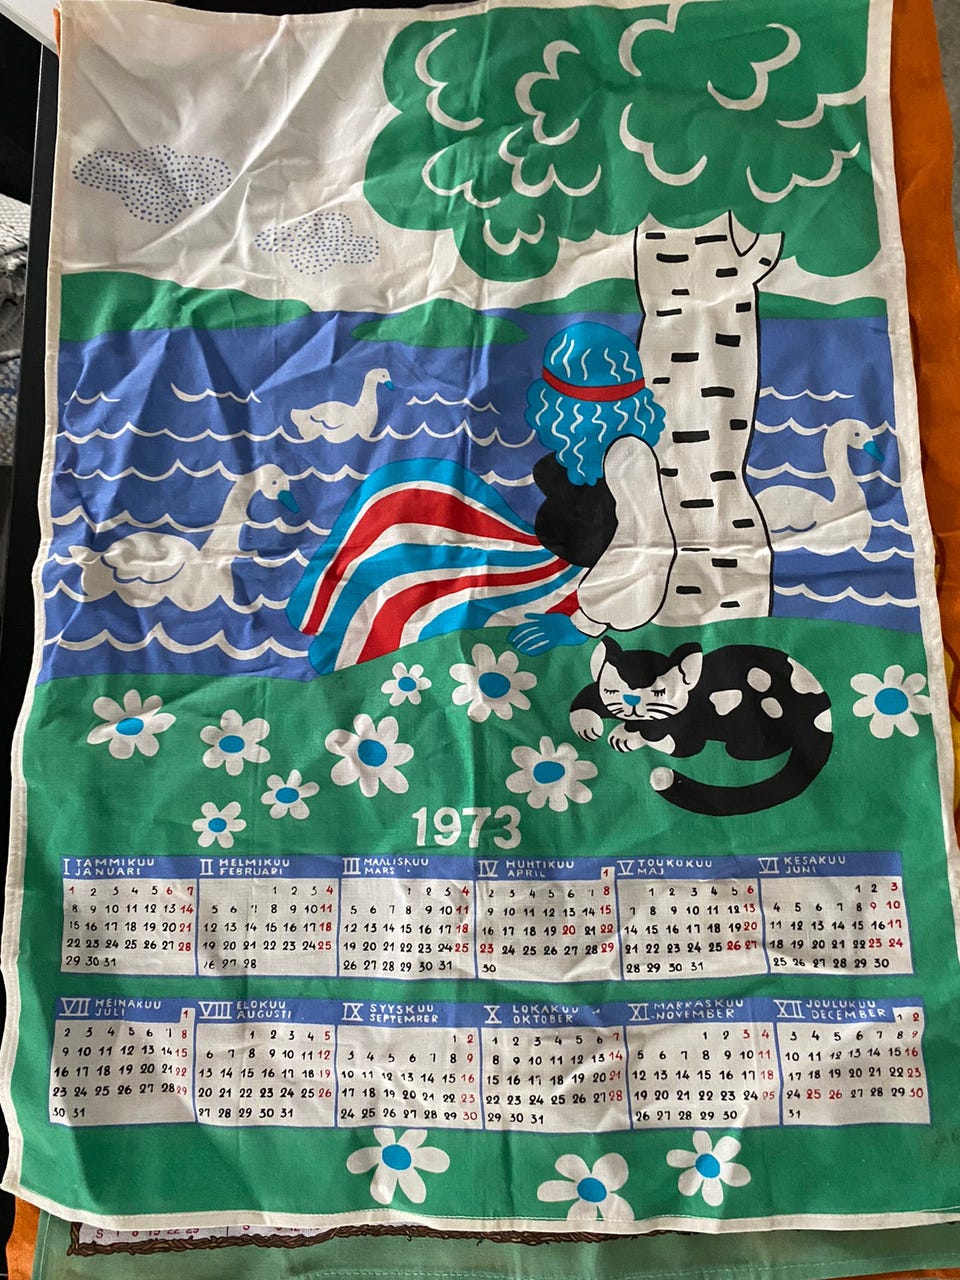 1973
I TAMMIKUU
JANUARI
1 2 3 4 5 6 7
8 9 10 11 12 13 14
15 16 17 18 19 20 21
22 23 24 25 26 27 28
29 30 31
II HELMIKUU
FEBRUARI
1 2 3 4
5 6 7 8 9 10 11
12 13 14 15 16 17 18
19 20 21 22 23 24 25
26 27 28
III MAALISKUU
MARS
1 2 3 4
5 6 7 8 9 10 11
12 13 14 15 16 17 18
19 20 21 22 23 24 25
26 27 28 29 30 31
IV HUHTIKUU
APRIL
1
2 3 4 5 6 7 8
9 10 11 12 13 14 15
16 17 18 19 20 21 22
23 24 25 26 27 28 29
30
V TOUKOKUU
MAJ
1 2 3 4 5 6
7 8 9 10 11 12 13
14 15 16 17 18 19 20
21 22 23 24 25 26 27
28 29 30 31
VI KESÄKUU
JUNI
1 2 3
4 5 6 7 8 9 10
11 12 13 14 15 16 17
18 19 20 21 22 23 24
25 26 27 28 29 30
VII HEINÄKUU
JULI
1
2 3 4 5 6 7 8
9 10 11 12 13 14 15
16 17 18 19 20 21 22
23 24 25 26 27 28 29
30 31
VIII ELOKUU
AUGUSTI
1 2 3 4 5
6 7 8 9 10 11 12
13 14 15 16 17 18 19
20 21 22 23 24 25 26
27 28 29 30 31
IX SYYSKUU
SEPTEMBER
1 2
3 4 5 6 7 8 9
10 11 12 13 14 15 16
17 18 19 20 21 22 23
24 25 26 27 28 29 30
X LOKAKUU
OKTOBER
1 2 3 4 5 6 7
8 9 10 11 12 13 14
15 16 17 18 19 20 21
22 23 24 25 26 27 28
29 30 31
XI MARRASKUU
NOVEMBER
1 2 3 4
5 6 7 8 9 10 11
12 13 14 15 16 17 18
19 20 21 22 23 24 25
26 27 28 29 30
XII JOULUKUU
DECEMBER
1 2
3 4 5 6 7 8 9
10 11 12 13 14 15 16
17 18 19 20 21 22 23
24 25 26 27 28 29 30
31